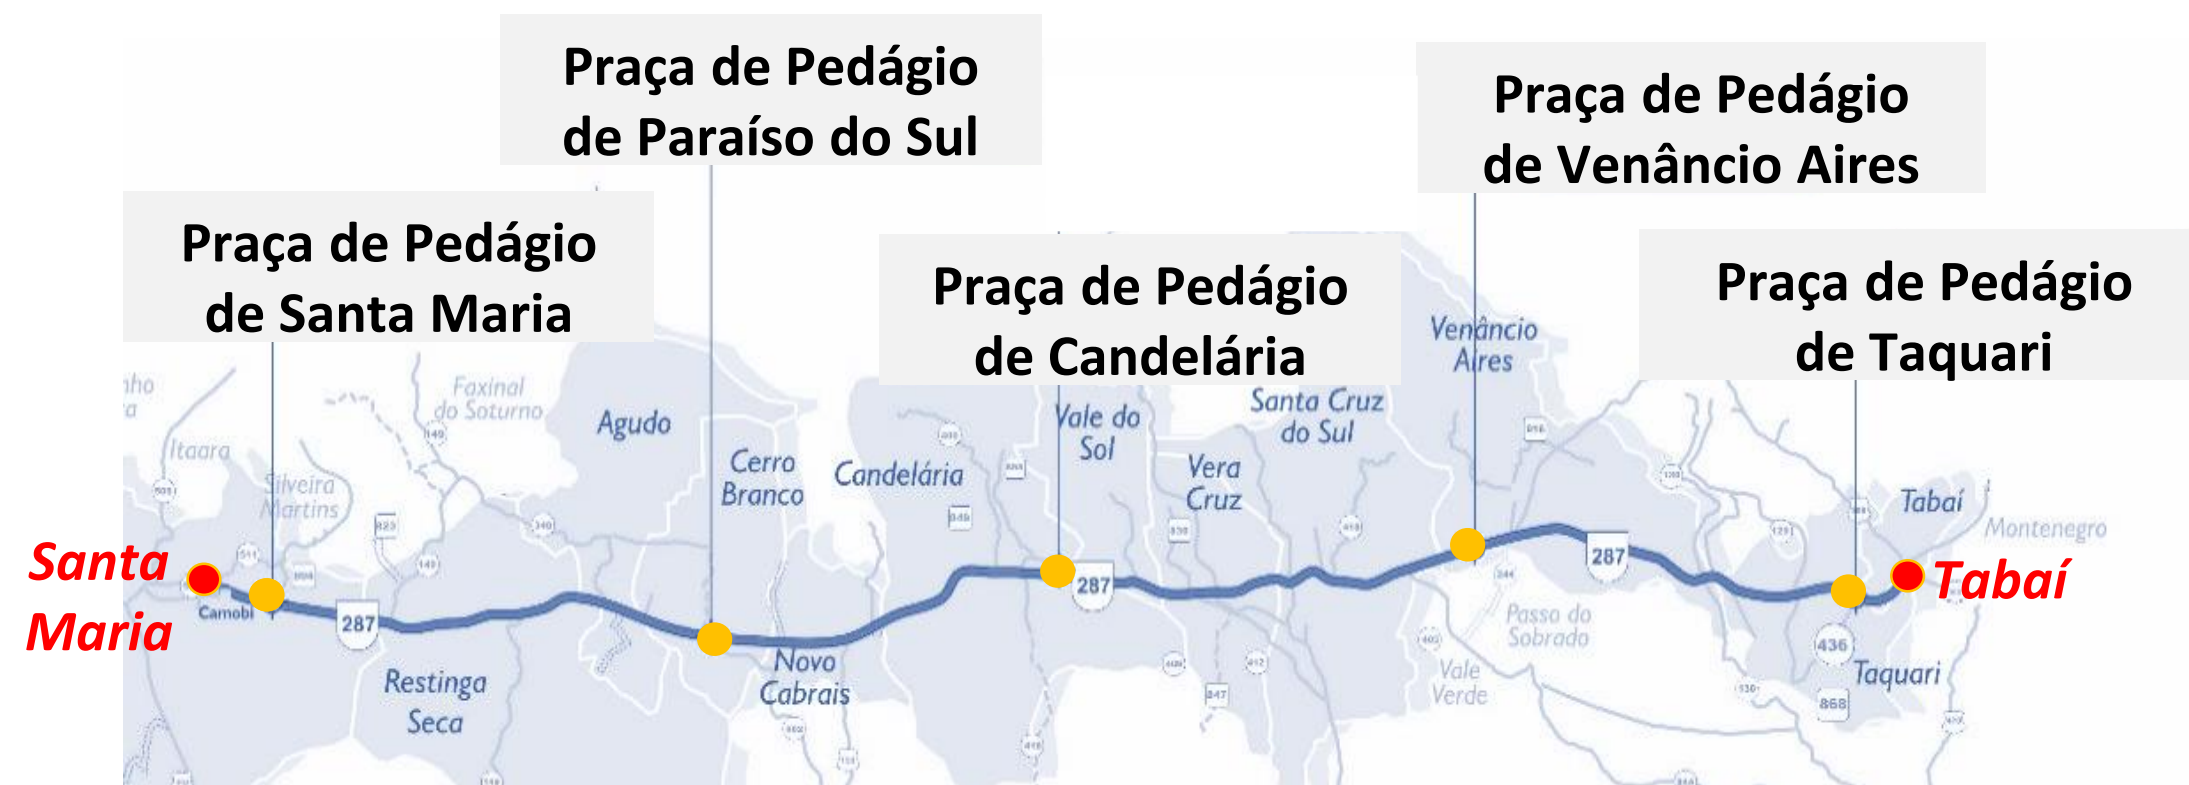 Praça de Pedágio
de Paraíso do Sul
Praça de Pedágio
de Venâncio Aires
Praça de Pedágio
de Santa Maria
Praça de Pedágio
de Candelária
Praça de Pedágio
de Taquari
Venâncio
Aires
Faxinal
do Soturno
Agudo
Vale do
Sol
Santa Cruz
do Sul
Itaara
Silveira
Martins
149
Cerro
Branco
Candelária
Vera
Cruz
Tabaí
Montenegro
Santa
Maria
Camobi
149
287
287
287
Tabaí
Restinga
Seca
Novo
Cabrais
Passo do
Sobrado
Vale
Verde
436
Taquari
868